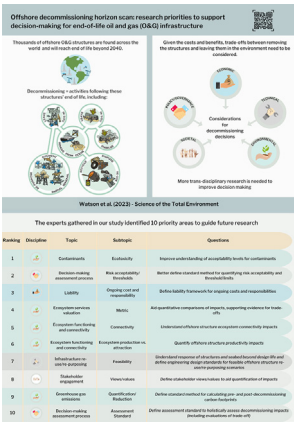 Offshore decommissioning horizon scan: research priorities to support
decision-making for end-of-life oil and gas (O&G) infrastructure
Thousands of offshore O&G structures are found across
the world and will reach end of life beyond 2040.
Decommissioning = activities following these
structures' end of life, including:
Given the costs and benefits, trade-offs between removing
the structures and leaving them in the environment need to be
considered.
ECONOMIC
TECHNICAL
ENVIRONMENTAL
SOCIETAL
Considerations
for
decommissioning
decisions
More trans-disciplinary research is needed to
improve decision making
Watson et al. (2023) - Science of the Total Environment
The experts gathered in our study identified 10 priority areas to guide future research
Ranking Discipline Topic Subtopic Questions
1 Contaminants Ecotoxicity Improve understanding of acceptability levels for contaminants
2 Decision-making assessment process Risk acceptability/ thresholds Better define standard method for quantifying risk acceptability and threshold/limits
3 Liability Ongoing cost and responsibility Define liability framework for ongoing costs and responsibilities
4 Ecosystem services valuation Metric Aid quantitative comparisons of impacts, supporting evidence for trade-offs
5 Ecosystem functioning and connectivity Connectivity Understand offshore structure ecosystem connectivity impacts
6 Ecosystem functioning and connectivity Ecosystem production vs. attraction Quantify offshore structure productivity impacts
7 Infrastructure re-use/re-purposing Feasibility Understand response of structures and seabed beyond design life and define engineering design standards for feasible offshore structure re-use/re-purposing scenarios
8 Stakeholder engagement Views/values Define stakeholder views/values to aid quantification of impacts
9 Greenhouse gas emissions Quantification/ Reduction Define standard method for calculating pre- and post-decommissioning carbon footprints
10 Decision-making assessment process Assessment Standard Define assessment standard to holistically assess decommissioning impacts (including evaluations of trade off)